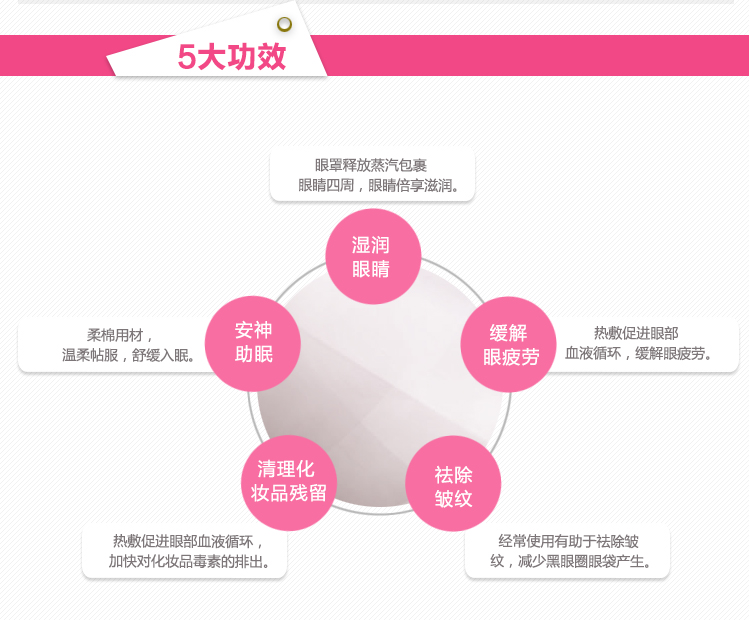 5大功效
眼罩释放蒸汽包裹
眼睛四周，眼睛倍享滋润。
湿润
眼睛
安神
助眠
柔棉用材，
温柔帖服，舒缓入眠。
缓解
眼疲劳
热敷促进眼部
血液循环，缓解眼疲劳。
清理化
妆品残留
热敷促进眼部血液循环，
加快对化妆品毒素的排出。
祛除
皱纹
经常使用有助于祛除皱
纹，减少黑眼圈眼袋产生。